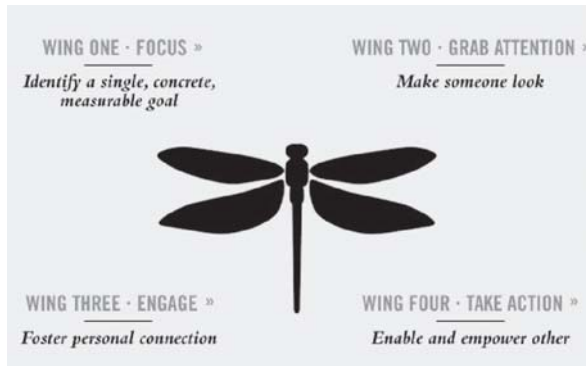 WING ONE · FOCUS »
Identify a single, concrete,
measurable goal
WING TWO · GRAB ATTENTION »
Make someone look
WING THREE · ENGAGE »
Foster personal connection
WING FOUR · TAKE ACTION »
Enable and empower other